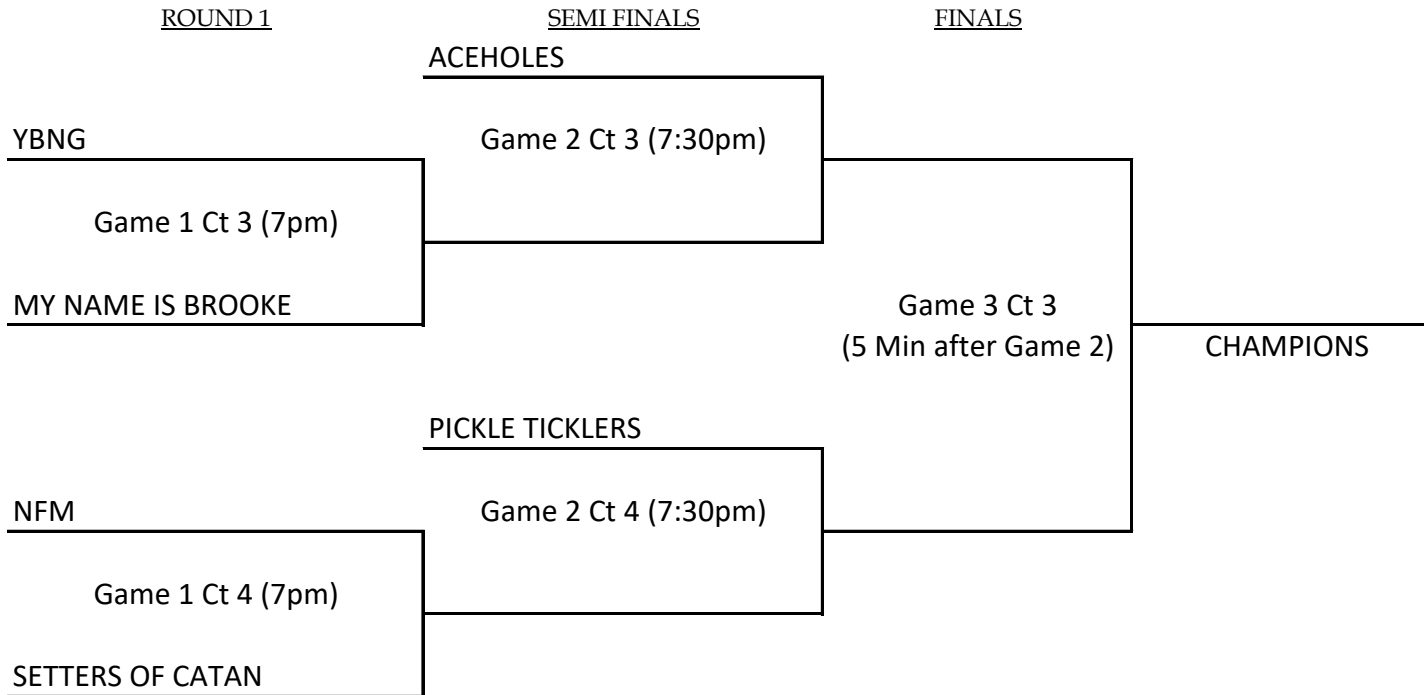 ROUND 1
SEMI FINALS
FINALS
ACEHOLES
YBNG
Game 2 Ct 3 (7:30pm)
Game 1 Ct 3 (7pm)
MY NAME IS BROOKE
Game 3 Ct 3
(5 Min after Game 2)
CHAMPIONS
PICKLE TICKLERS
NFM
Game 2 Ct 4 (7:30pm)
Game 1 Ct 4 (7pm)
SETTERS OF CATAN